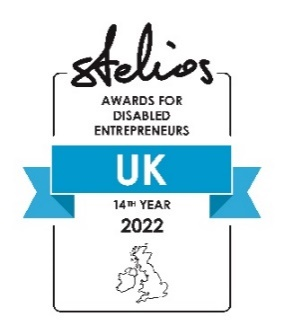 stelios
AWARDS FOR
DISABLED
ENTREPRENEURS
UK
14TH YEAR
2022